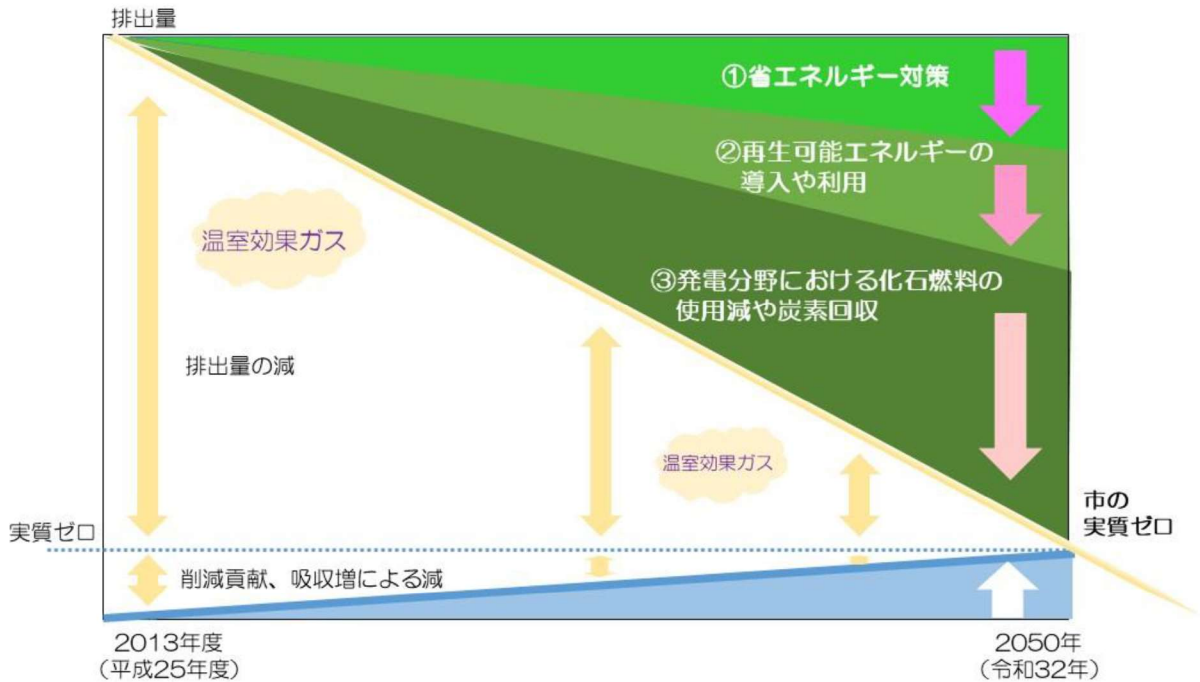 排出量
①省エネルギー対策
②再生可能エネルギーの
導入や利用
温室効果ガス
③発電分野における化石燃料の
使用減や炭素回収
排出量の減
温室効果ガス
市の
実質ゼロ
実質ゼロ
削減貢献、吸収増による減
2013年度
(平成25年度)
2050年
(令和32年)